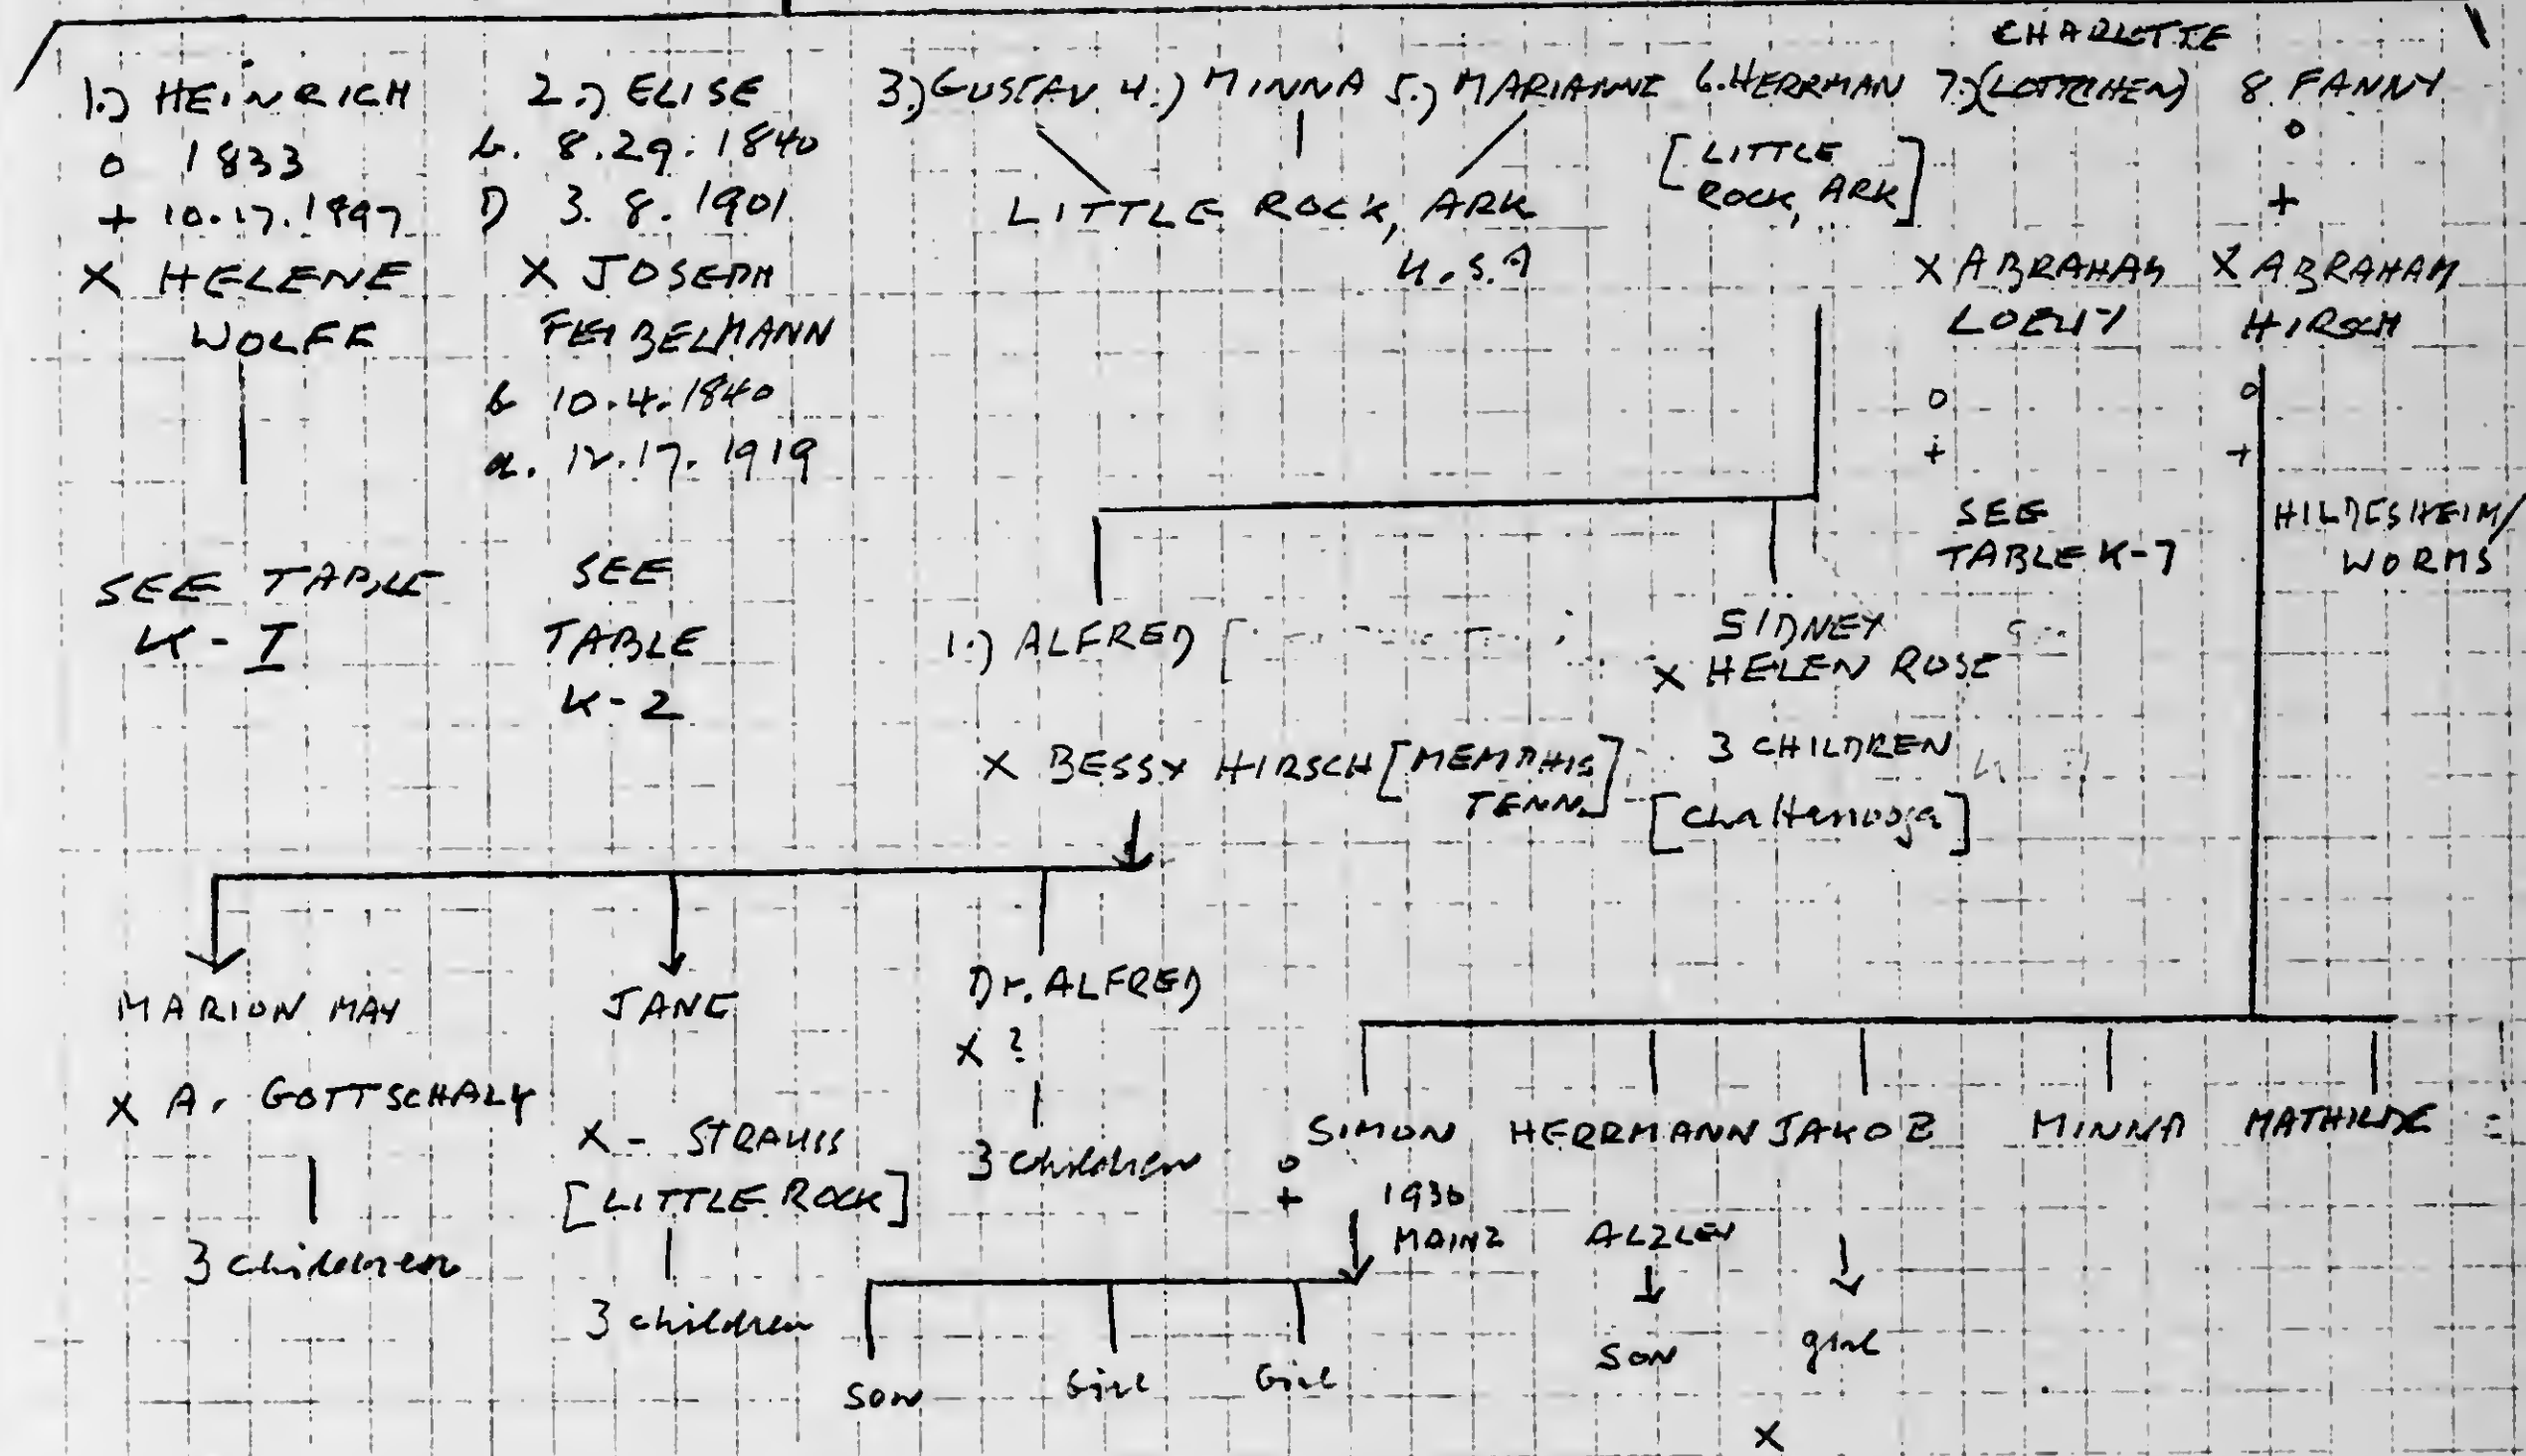 CHARLOTTE
1.) HEINRICH 2.) ELISE 3.) GUSTAV 4.) MINNA 5.) MARIANNE 6. HERRMAN 7.) (LOTTCHEN) 8. FANNY
o 1833 b. 8.29.1840 [LITTLE o
+ 10.17.1897 D 3.8.1901 LITTLE ROCK, ARK ROCK, ARK] +
X HELENE X JOSEPH U.S.A X ABRAHAM X ABRAHAM
WOLFF FEIBELMANN LOEWY HIRSCH
b 10.4.1840 o o
d. 12.17.1919 + +
SEE HILDESHEIM/
SEE TABLE SEE TABLE K-7 WORMS
K-I TABLE 1.) ALFRED [ SIDNEY
K-2 X HELEN ROSE
X BESSY HIRSCH [MEMPHIS 3 CHILDREN
TENN] [Chattenooga]
MARION MAY JANE Dr. ALFRED
X ?
X A. GOTTSCHALK
X - STRAUSS 3 children SIMON HERRMANN JAKOB MINNA MATHILDE
[LITTLE ROCK] o
+ 1936
3 children MAINZ ALZLEY
3 children son girl
son Girl Girl
X